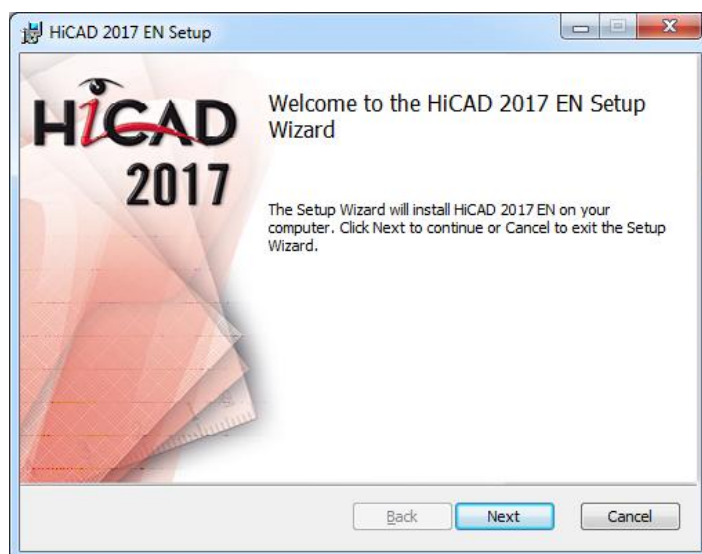 HiCAD 2017 EN Setup
HiCAD
2017
Welcome to the HiCAD 2017 EN Setup
Wizard
The Setup Wizard will install HiCAD 2017 EN on your
computer. Click Next to continue or Cancel to exit the Setup
Wizard.
Back
Next
Cancel